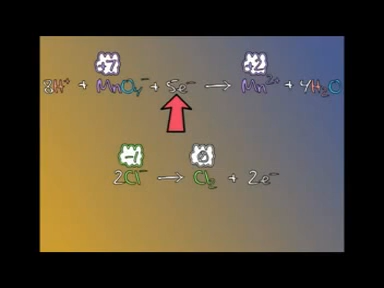 +7 +2
8H⁺ + MnO₄⁻ + 5e⁻ → Mn²⁺ + 4H₂O
-1 0
2Cl⁻ → Cl₂ + 2e⁻